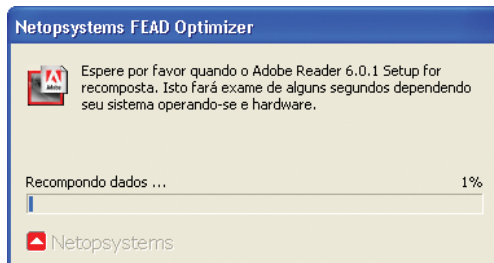 Netopsystems FEAD Optimizer
Espere por favor quando o Adobe Reader 6.0.1 Setup for
recomposta. Isto fará exame de alguns segundos dependendo
seu sistema operando-se e hardware.
Adobe
Recompondo dados ...
1%
Netopsystems